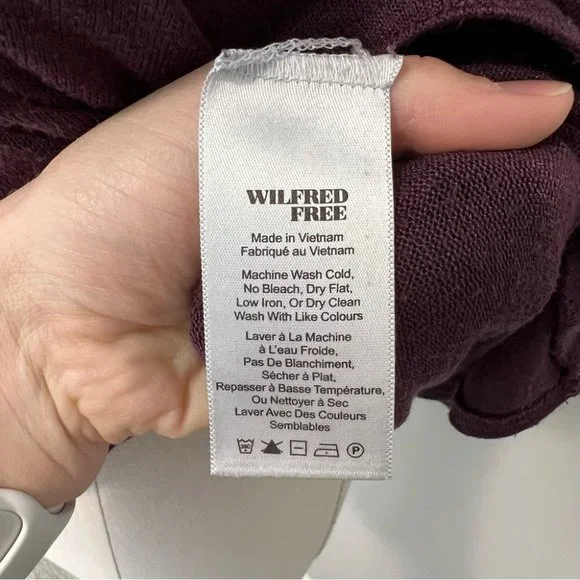 WILFRED
FREE
Made in Vietnam
Fabriqué au Vietnam
Machine Wash Cold,
No Bleach, Dry Flat,
Low Iron, Or Dry Clean
Wash With Like Colours
Laver à La Machine
à L'eau Froide,
Pas De Blanchiment,
Sécher à Plat,
Repasser à Basse Température,
Ou Nettoyer à Sec
Laver Avec Des Couleurs
Semblables
P